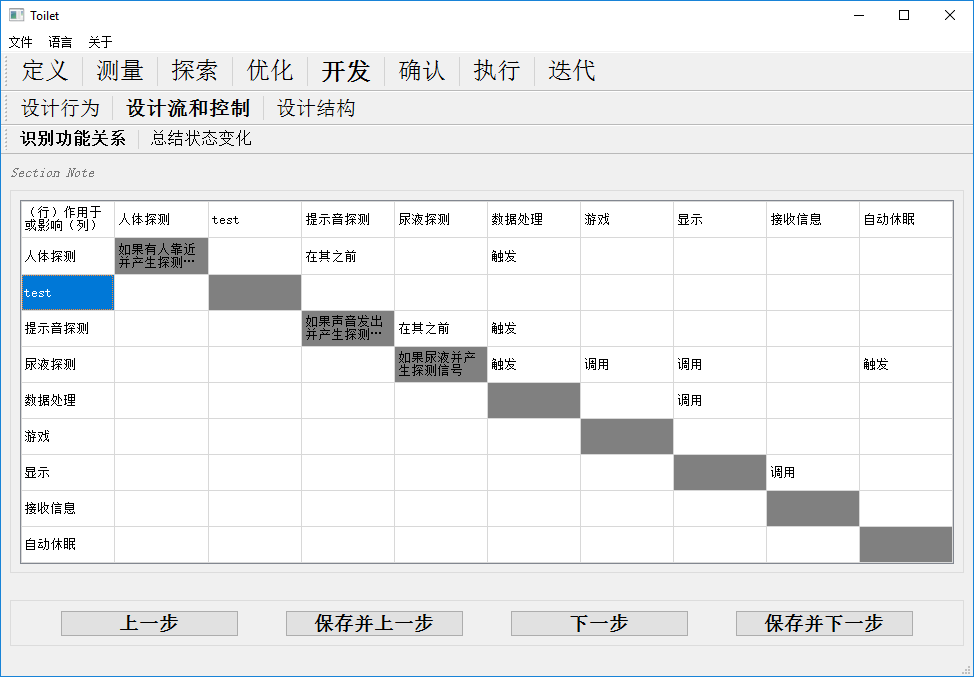 Toilet
文件 语言 关于
定义 测量 探索 优化 开发 确认 执行 迭代
设计行为 设计流和控制 设计结构
识别功能关系 总结状态变化
Section Note
（行）作用于
或影响（列）
人体探测 test 提示音探测 尿液探测 数据处理 游戏 显示 接收信息 自动休眠
人体探测
如果有人靠近
并产生探测…
在其之前 触发
test
提示音探测
如果声音发出
并产生探测…
在其之前 触发
尿液探测
如果尿液并产
生探测信号
触发 调用 调用 触发
数据处理 调用
游戏
显示 调用
接收信息
自动休眠
上一步 保存并上一步 下一步 保存并下一步